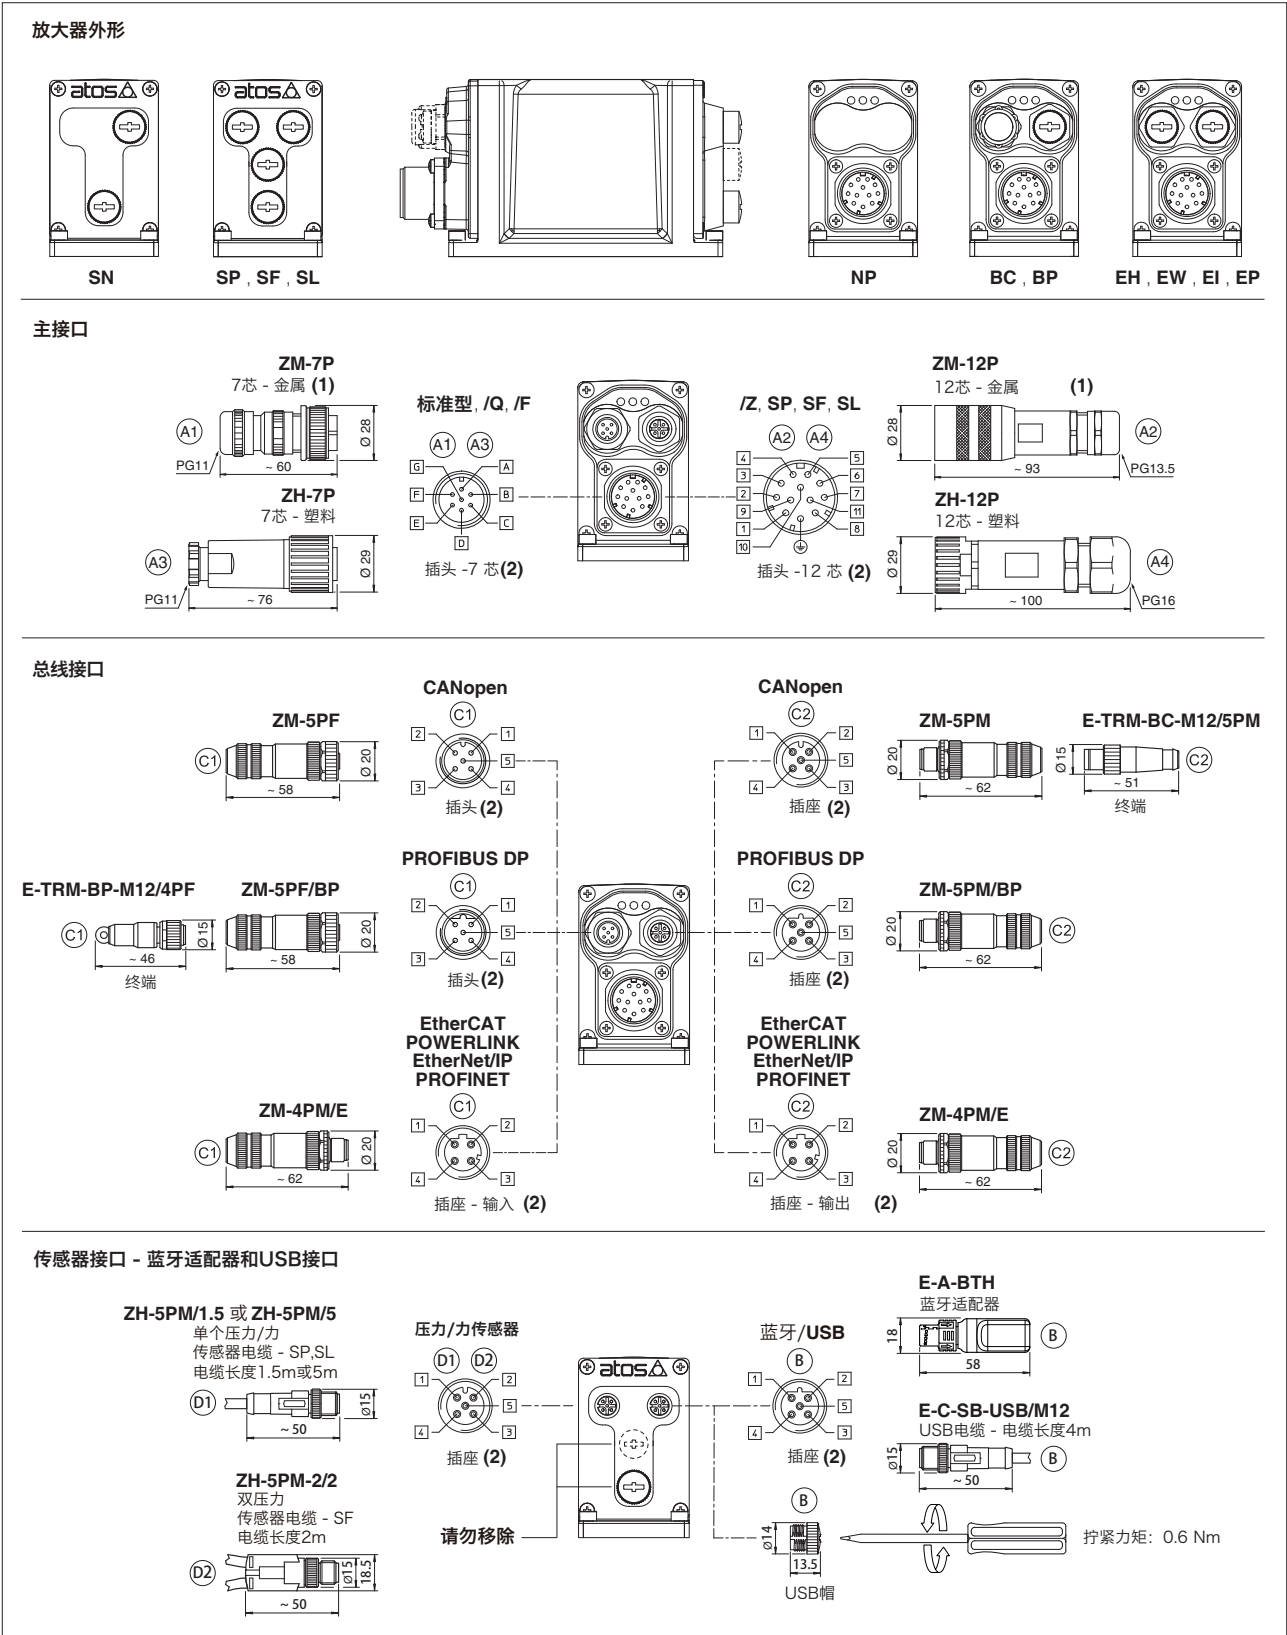 放大器外形
atos
atos
SN
SP , SF , SL
NP
BC , BP
EH , EW , EI , EP
主接口
ZM-7P
7芯 - 金属 (1)
A1
Ø 28
PG11
~ 60
ZH-7P
7芯 - 塑料
A3
Ø 29
PG11
~ 76
标准型, /Q, /F
A1 A3
G A
F B
E C
D
插头 -7 芯(2)
/Z, SP, SF, SL
A2 A4
4 5
3 6
2 7
9 11
1 8
10
插头 -12 芯 (2)
ZM-12P
12芯 - 金属 (1)
Ø 28
A2
~ 93
PG13.5
ZH-12P
12芯 - 塑料
Ø 29
A4
~ 100
PG16
总线接口
ZM-5PF
C1
Ø 20
~ 58
CANopen
C1
2 1
5
3 4
插头(2)
CANopen
C2
1 2
5
4 3
插座 (2)
ZM-5PM
Ø 20
~ 62
E-TRM-BC-M12/5PM
Ø 15
C2
~ 51
终端
E-TRM-BP-M12/4PF
C1
Ø 15
~ 46
终端
ZM-5PF/BP
Ø 20
~ 58
PROFIBUS DP
C1
2 1
5
3 4
插头(2)
PROFIBUS DP
C2
1 2
5
4 3
插座 (2)
ZM-5PM/BP
Ø 20
C2
~ 62
ZM-4PM/E
C1
Ø 20
~ 62
EtherCAT
POWERLINK
EtherNet/IP
PROFINET
C1
1 2
4 3
插座 - 输入 (2)
EtherCAT
POWERLINK
EtherNet/IP
PROFINET
C2
1 2
4 3
插座 - 输出 (2)
ZM-4PM/E
Ø 20
C2
~ 62
传感器接口 - 蓝牙适配器和USB接口
ZH-5PM/1.5 或 ZH-5PM/5
单个压力/力
传感器电缆 - SP,SL
电缆长度1.5m或5m
D1
Ø15
~ 50
ZH-5PM-2/2
双压力
传感器电缆 - SF
电缆长度2m
D2
Ø15
18.5
~ 50
压力/力传感器
D1 D2
1 2
5
4 3
插座 (2)
请勿移除
atos
蓝牙/USB
B
1 2
5
4 3
插座 (2)
B
Ø14
13.5
USB帽
E-A-BTH
蓝牙适配器
18
B
58
E-C-SB-USB/M12
USB电缆 - 电缆长度4m
Ø15
B
~ 50
拧紧力矩：0.6 Nm